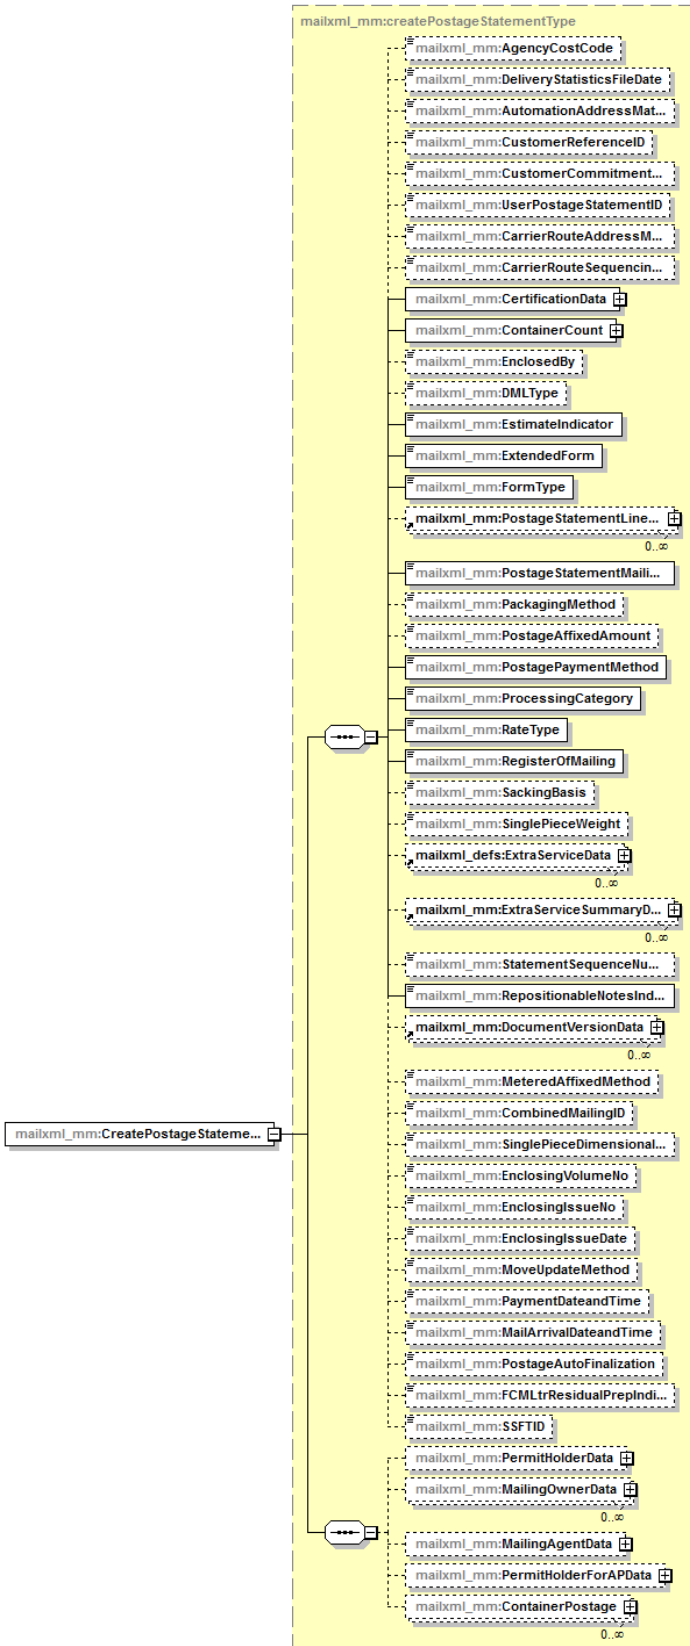 mailxml_mm:createPostageStatementType
mailxml_mm:AgencyCostCode
mailxml_mm:DeliveryStatisticsFileDate
mailxml_mm:AutomationAddressMat...
mailxml_mm:CustomerReferenceID
mailxml_mm:CustomerCommitment...
mailxml_mm:UserPostageStatementID
mailxml_mm:CarrierRouteAddressM...
mailxml_mm:CarrierRouteSequencin...
mailxml_mm:CertificationData
mailxml_mm:ContainerCount
mailxml_mm:EnclosedBy
mailxml_mm:DMLType
mailxml_mm:EstimateIndicator
mailxml_mm:ExtendedForm
mailxml_mm:FormType
mailxml_mm:PostageStatementLine...
0..∞
mailxml_mm:PostageStatementMaili...
mailxml_mm:PackagingMethod
mailxml_mm:PostageAffixedAmount
mailxml_mm:PostagePaymentMethod
mailxml_mm:ProcessingCategory
mailxml_mm:RateType
mailxml_mm:RegisterOfMailing
mailxml_mm:SackingBasis
mailxml_mm:SinglePieceWeight
mailxml_defs:ExtraServiceData
0..∞
mailxml_mm:ExtraServiceSummaryD...
0..∞
mailxml_mm:StatementSequenceNu...
mailxml_mm:RepositionableNotesInd...
mailxml_mm:DocumentVersionData
0..∞
mailxml_mm:MeteredAffixedMethod
mailxml_mm:CombinedMailingID
mailxml_mm:CreatePostageStateme...
mailxml_mm:SinglePieceDimensional...
mailxml_mm:EnclosingVolumeNo
mailxml_mm:EnclosingIssueNo
mailxml_mm:EnclosingIssueDate
mailxml_mm:MoveUpdateMethod
mailxml_mm:PaymentDateandTime
mailxml_mm:MailArrivalDateandTime
mailxml_mm:PostageAutoFinalization
mailxml_mm:FCMLtrResidualPrepIndi...
mailxml_mm:SSFTID
mailxml_mm:PermitHolderData
mailxml_mm:MailingOwnerData
0..∞
mailxml_mm:MailingAgentData
mailxml_mm:PermitHolderForAPData
mailxml_mm:ContainerPostage
0..∞